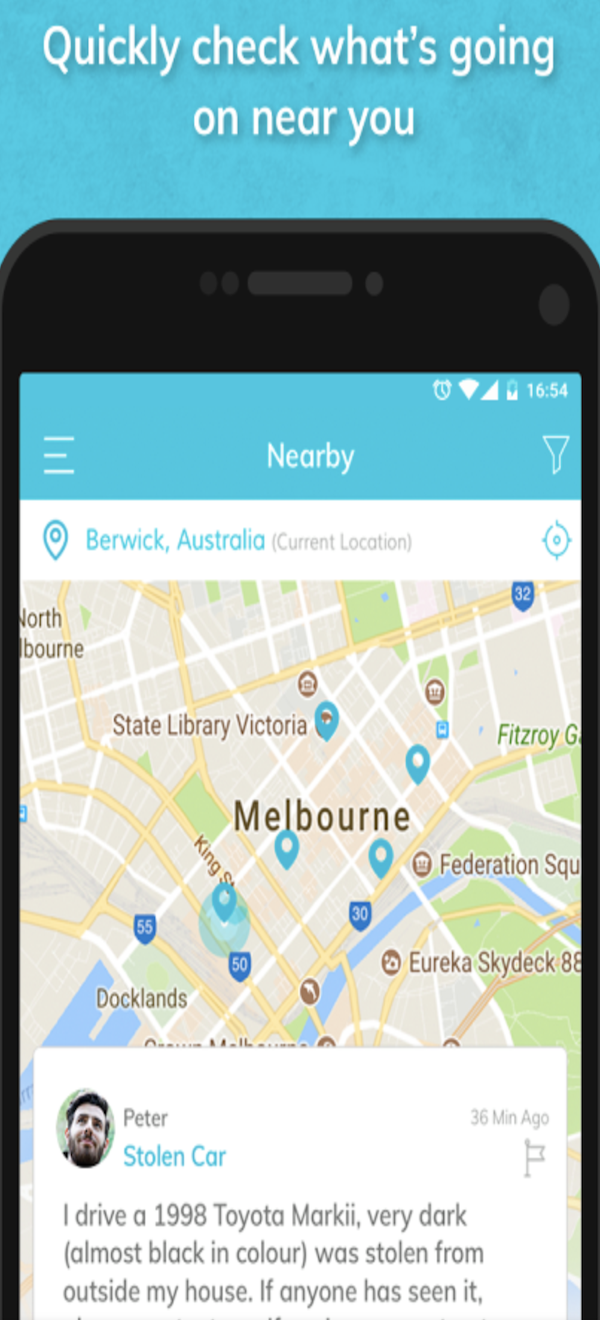 Quickly check what's going
on near you
16:54
Nearby
Berwick, Australia (Current Location)
32
North
lbourne
State Library Victoria
Fitzroy G
Melbourne
King St
Federation Squ
30
55
50
Eureka Skydeck 88
Docklands
Crown Melbourne
Peter
36 Min Ago
Stolen Car
I drive a 1998 Toyota Markii, very dark
(almost black in colour) was stolen from
outside my house. If anyone has seen it,